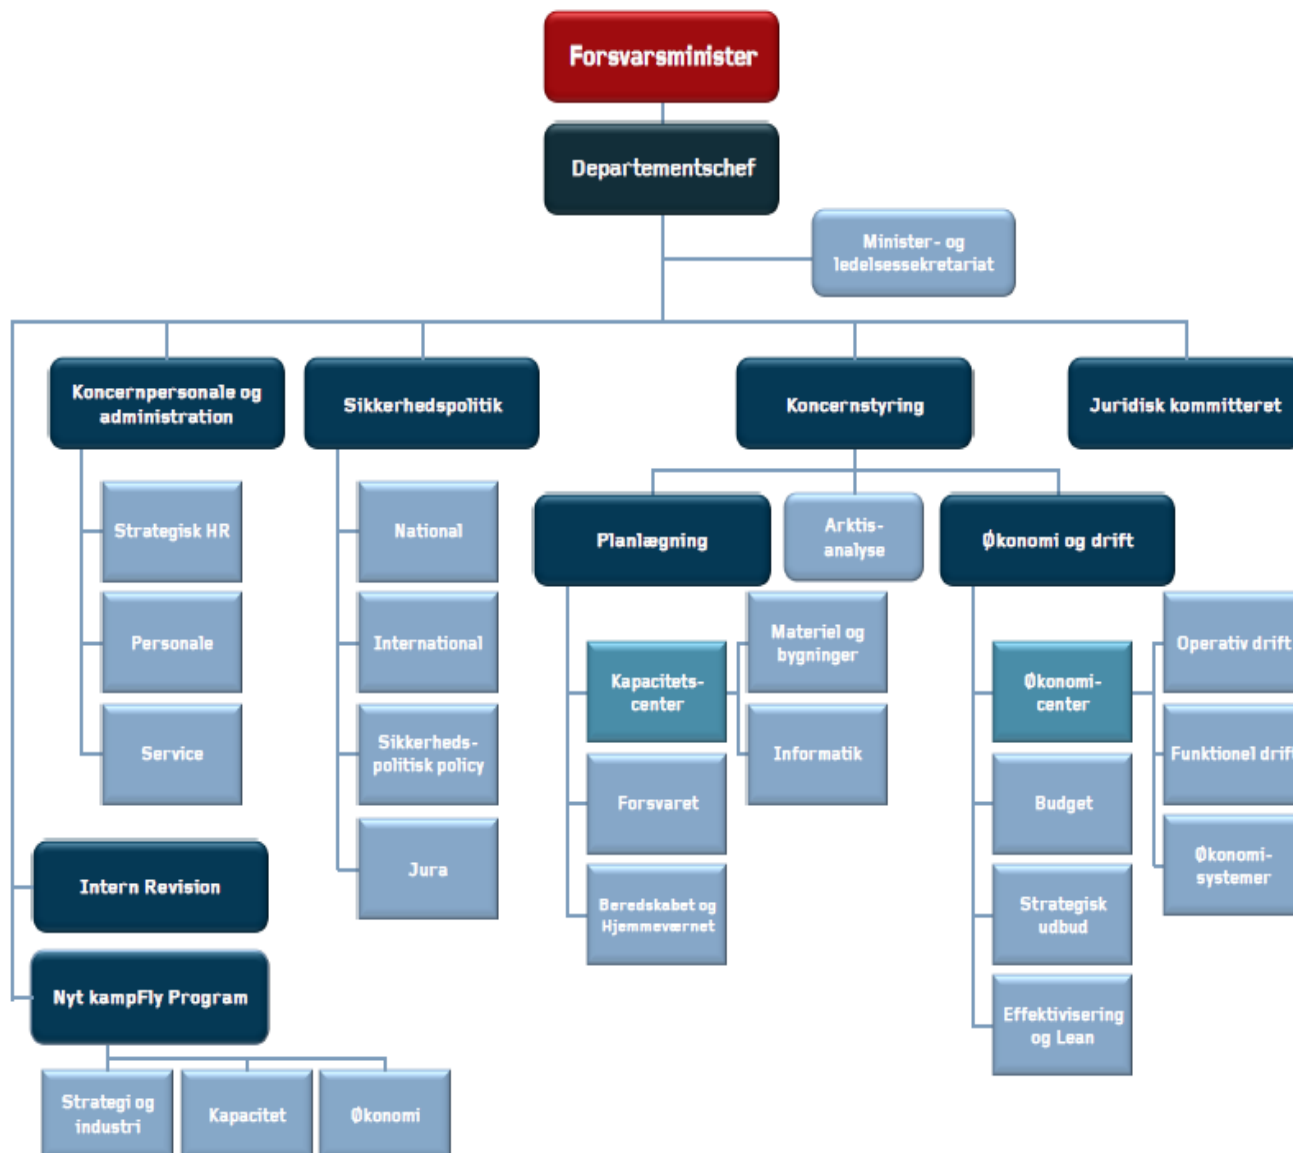 Forsvarsminister
Departementschef
Minister- og
ledelsessekretariat
Koncernpersonale og
administration
Sikkerhedspolitik
Koncernstyring
Juridisk kommitteret
Strategisk HR
Personale
Service
National
International
Sikkerheds-
politisk policy
Jura
Planlægning
Arktis-
analyse
Økonomi og drift
Kapacitets-
center
Forsvaret
Beredskabet og
Hjemmeværnet
Materiel og
bygninger
Informatik
Økonomi-
center
Budget
Strategisk
udbud
Effektivisering
og Lean
Operativ drift
Funktionel drift
Økonomi-
systemer
Intern Revision
Nyt kampFly Program
Strategi og
industri
Kapacitet
Økonomi